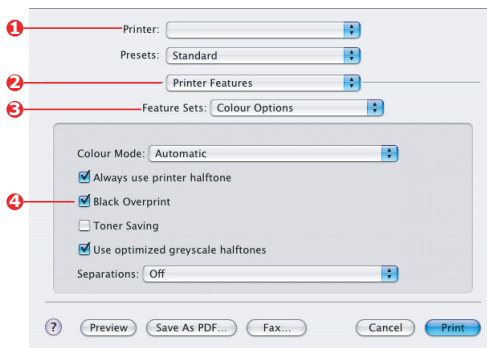 1 Printer:
Presets: Standard
2 Printer Features
3 Feature Sets: Colour Options
Colour Mode: Automatic
Always use printer halftone
4 Black Overprint
Toner Saving
Use optimized greyscale halftones
Separations: Off
? Preview Save As PDF... Fax... Cancel Print